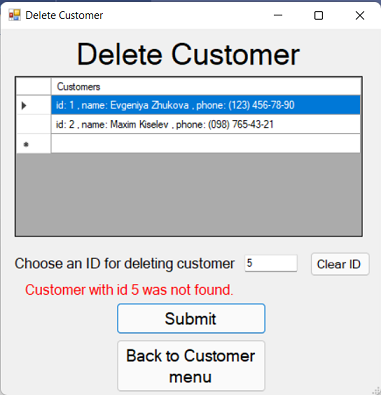 Delete Customer
Delete Customer
Customers
id: 1 , name: Evgeniya Zhukova , phone: (123) 456-78-90
id: 2 , name: Maxim Kiselev , phone: (098) 765-43-21
Choose an ID for deleting customer 5 Clear ID
Customer with id 5 was not found.
Submit
Back to Customer
menu